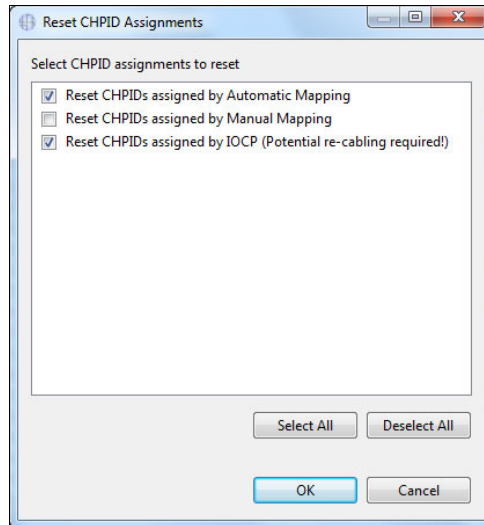 Reset CHPID Assignments
Select CHPID assignments to reset
Reset CHPIDs assigned by Automatic Mapping
Reset CHPIDs assigned by Manual Mapping
Reset CHPIDs assigned by IOCP (Potential re-cabling required!)
Select All
Deselect All
OK
Cancel